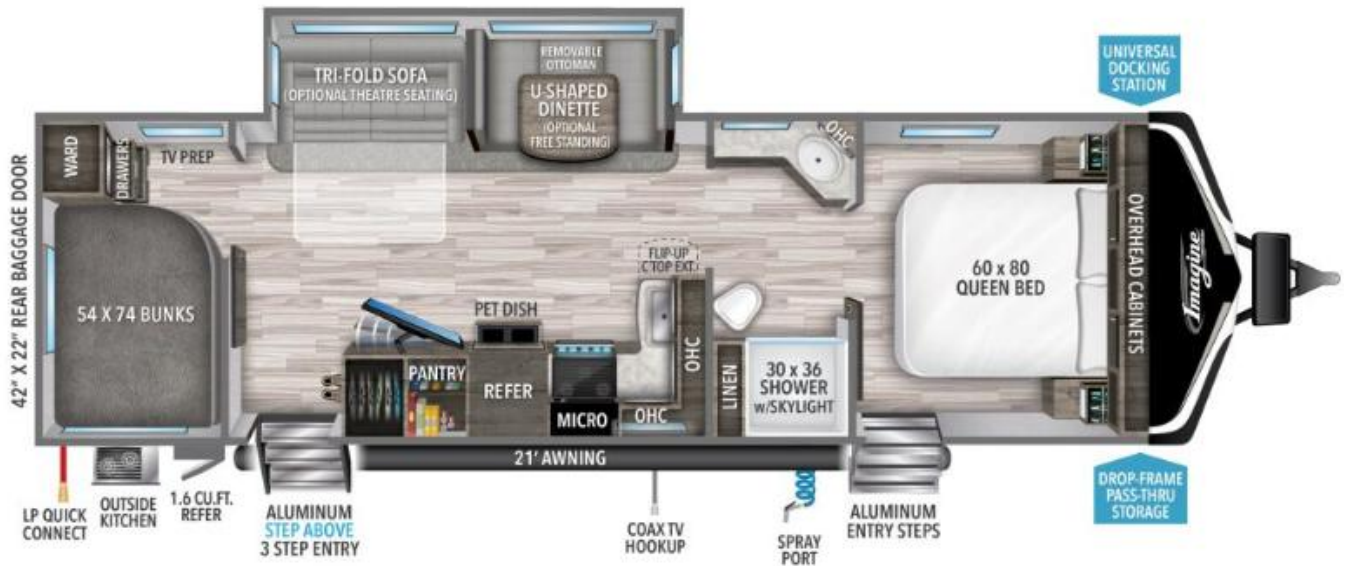 UNIVERSAL
DOCKING
STATION
TRI-FOLD SOFA
(OPTIONAL THEATRE SEATING)
REMOVABLE
OTTOMAN
U-SHAPED
DINETTE
(OPTIONAL
FREE STANDING)
OHC
WARD
DRAWERS
TV PREP
42" X 22" REAR BAGGAGE DOOR
54 X 74 BUNKS
FLIP-UP
C'TOP EXT.
60 x 80
QUEEN BED
OVERHEAD CABINETS
Imagine
PET DISH
PANTRY
REFER
MICRO
OHC
OHC
LINEN
30 x 36
SHOWER
w/SKYLIGHT
21' AWNING
LP QUICK
CONNECT
OUTSIDE
KITCHEN
1.6 CU.FT.
REFER
ALUMINUM
STEP ABOVE
3 STEP ENTRY
COAX TV
HOOKUP
SPRAY
PORT
ALUMINUM
ENTRY STEPS
DROP-FRAME
PASS-THRU
STORAGE